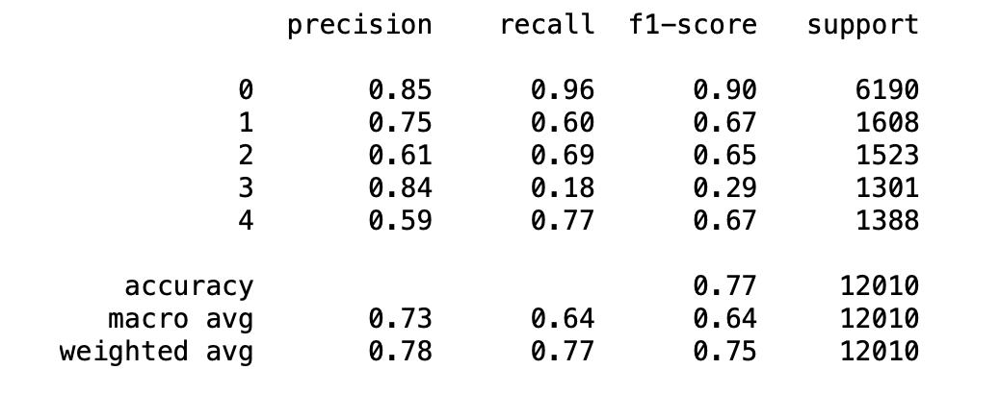 precision recall f1-score support
0 0.85 0.96 0.90 6190
1 0.75 0.60 0.67 1608
2 0.61 0.69 0.65 1523
3 0.84 0.18 0.29 1301
4 0.59 0.77 0.67 1388
accuracy 0.77 12010
macro avg 0.73 0.64 0.64 12010
weighted avg 0.78 0.77 0.75 12010